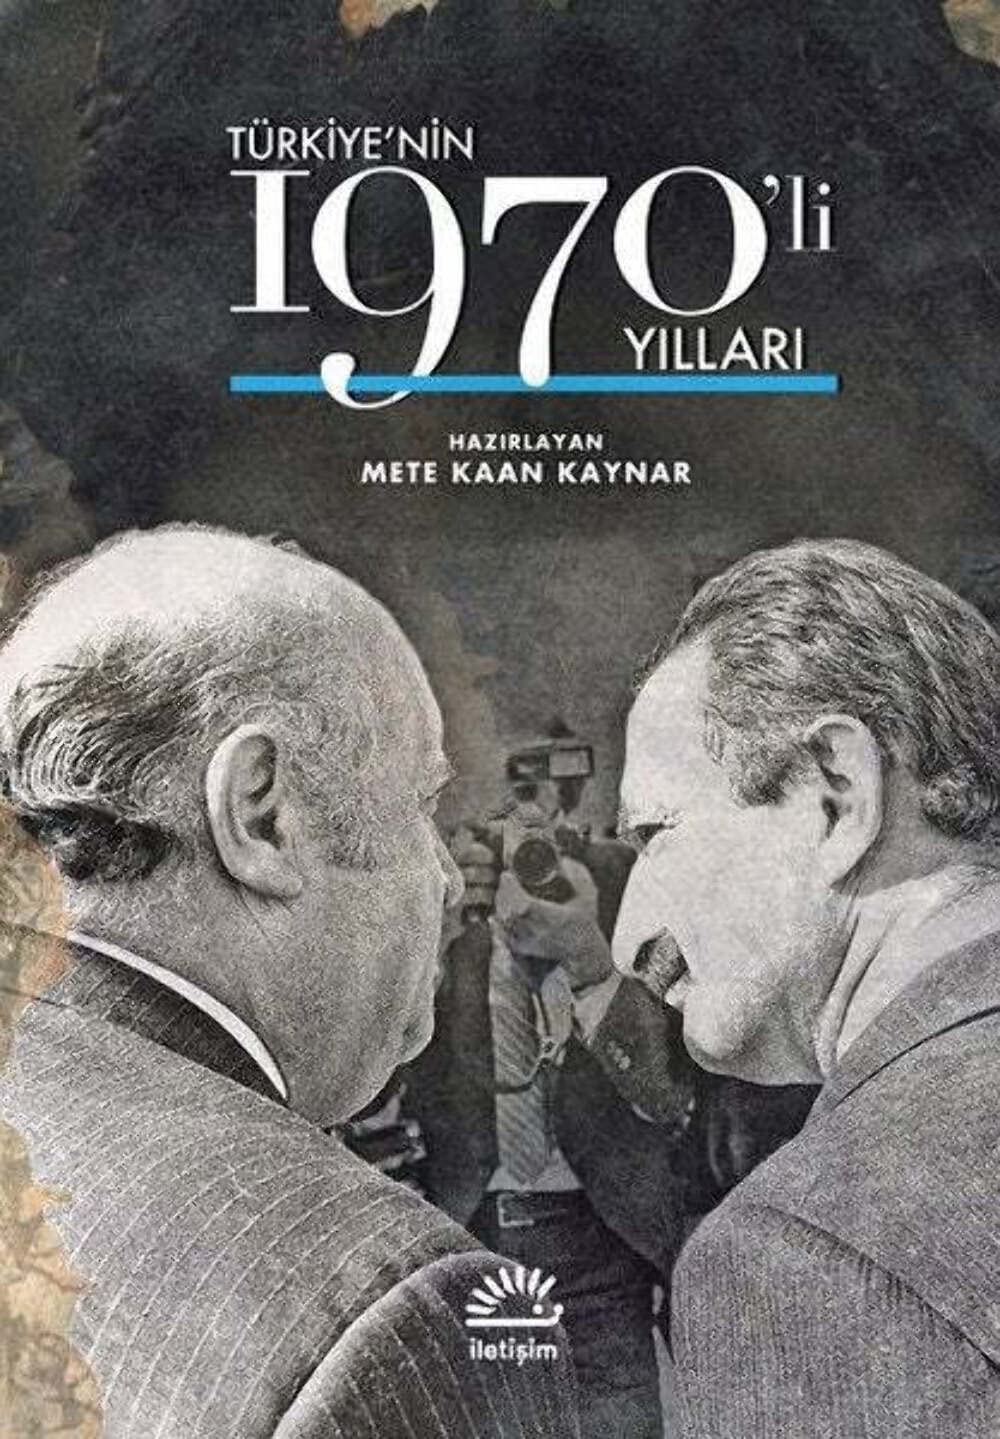 TÜRKİYE'NİN
1970'li
YILLARI
HAZIRLAYAN
METE KAAN KAYNAR
iletişim